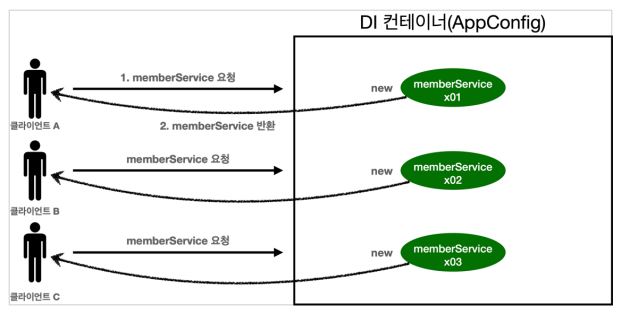 DI 컨테이너(AppConfig)
1. memberService 요청
new
memberService
x01
클라이언트 A
2. memberService 반환
memberService 요청
new
memberService
x02
클라이언트 B
memberService 요청
new
memberService
x03
클라이언트 C